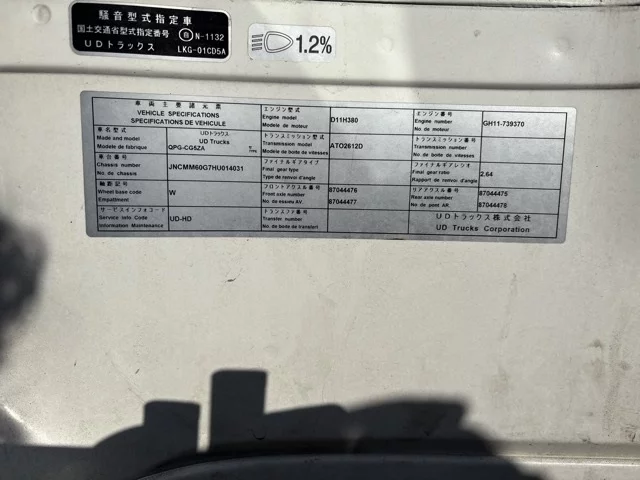 騒音型式指定車
国土交通省型式指定番号 自 N-1132
UDトラックス LKG-01CD5A
1.2%
車両主要諸元表
VEHICLE SPECIFICATIONS
SPECIFICATIONS DE VEHICULE
車名型式
Made and model
Modele de fabrique
UDトラックス
UD Trucks
QPG-CG5ZA
車台番号
Chassis number
No. de chassis
JNCMM60G7HU014031
軸距記号
Wheel base code
Empattment
W
サービスインフォコード
Service info Code
Information Maintenance
UD-HD
エンジン型式
Engine model
Modele de moteur
D11H380
トランスミッション型式
Transmission model
Modele de boite de vitesses
ATO2612D
ファイナルギアタイプ
Final gear type
Type de renvoi d'angle
フロントアクスル番号
Front axle number
No. de essieu AV.
87044476
87044477
トランスファ番号
Transfer number
No. de boite de transfert
エンジン番号
Engine number
No. de moteur
GH11-739370
トランスミッション番号
Transmission number
No. de boite de vitesses
ファイナルギアレシオ
Final gear ratio
Rapport de renvoi d'angle
2.64
リアアクスル番号
Rear axle number
No. de pont AR.
87044475
87044478
UDトラックス株式会社
UD Trucks Corporation